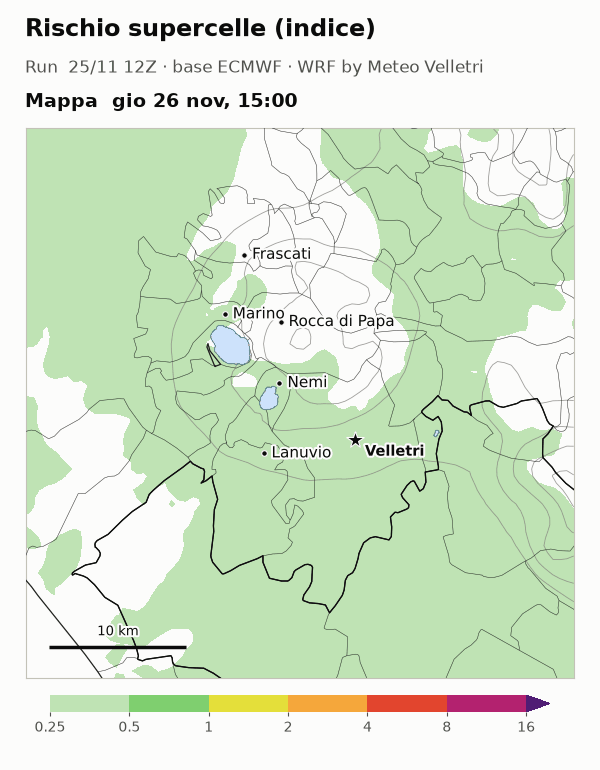 Rischio supercelle (indice)
Run  25/11 12Z · base ECMWF · WRF by Meteo Velletri
Mappa  gio 26 nov, 15:00
Frascati
Marino
Rocca di Papa
Nemi
Velletri
Lanuvio
10 km
0.25 0.5 1 2 4 8 16